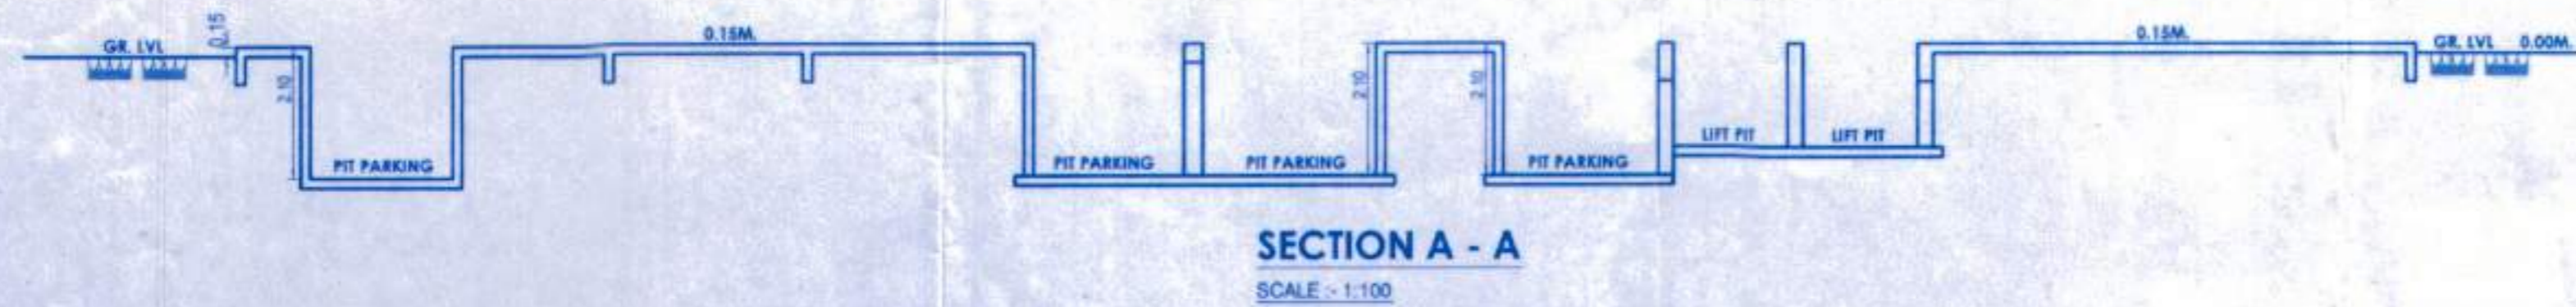 GR. LVL
0.15
2.10
PIT PARKING
0.15M.
PIT PARKING
PIT PARKING
2.10
2.10
PIT PARKING
LIFT PIT
LIFT PIT
0.15M.
GR. LVL 0.00M.
SECTION A - A
SCALE :- 1:100